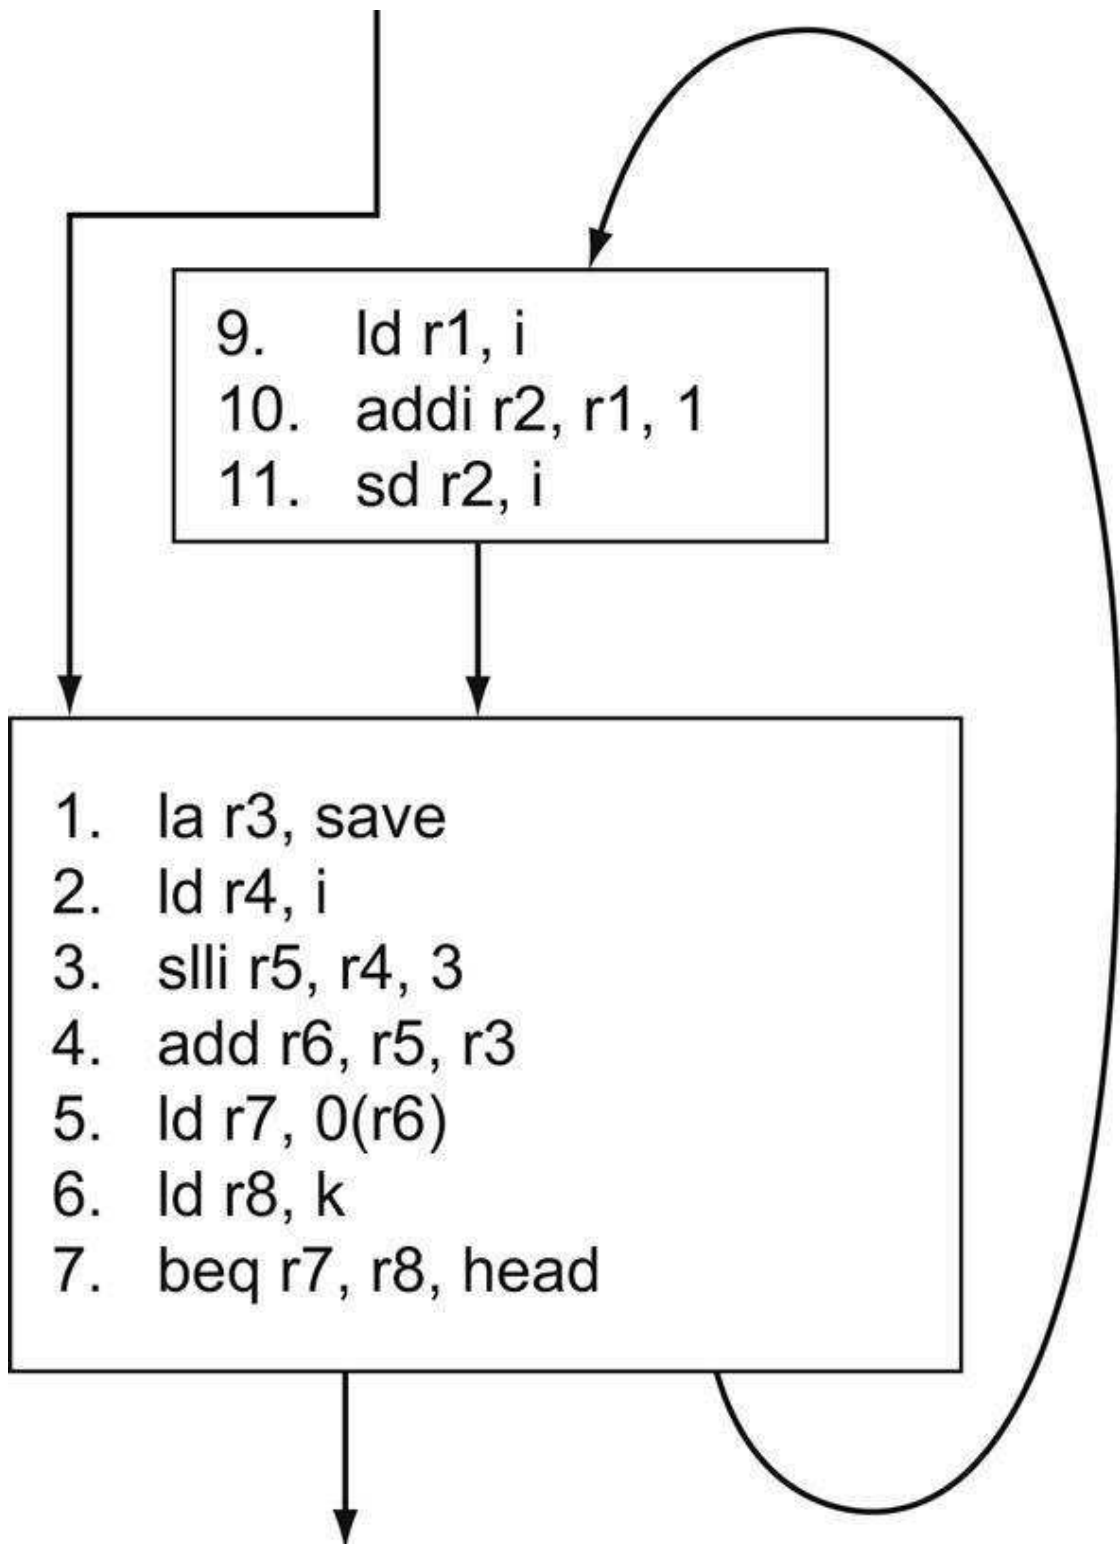 9. ld r1, i
10. addi r2, r1, 1
11. sd r2, i
1. la r3, save
2. ld r4, i
3. slli r5, r4, 3
4. add r6, r5, r3
5. ld r7, 0(r6)
6. ld r8, k
7. beq r7, r8, head